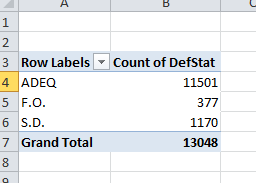 A B
1
2
3 Row Labels Count of DefStat
4 ADEQ 11501
5 F.O. 377
6 S.D. 1170
7 Grand Total 13048
8